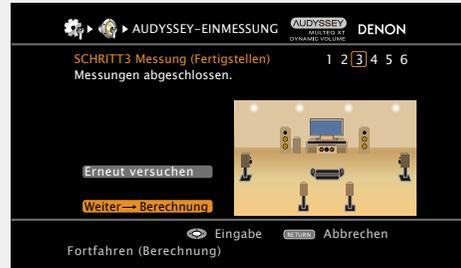 AUDYSSEY-EINMESSUNG
AUDYSSEY
MULTEQ XT
DYNAMIC VOLUME
DENON
SCHRITT3 Messung (Fertigstellen)
1 2 3 4 5 6
Messungen abgeschlossen.
Erneut versuchen
Weiter→Berechnung
Eingabe RETURN Abbrechen
Fortfahren (Berechnung)